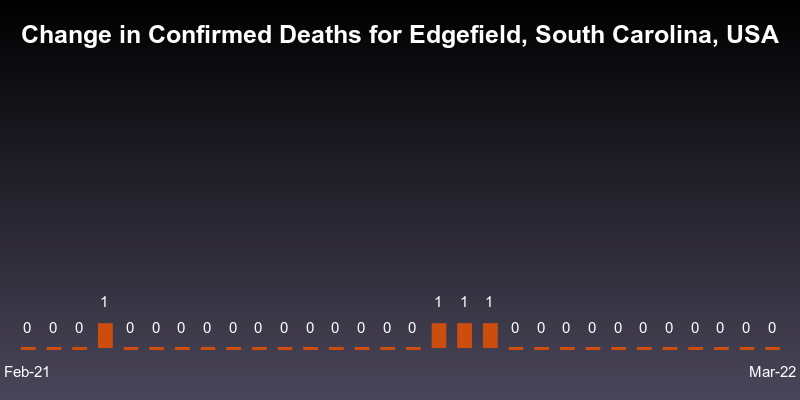 Change in Confirmed Deaths for Edgefield, South Carolina, USA
1 1 1 1
0 0 0 0 0 0 0 0 0 0 0 0 0 0 0 0 0 0 0 0 0 0 0 0 0 0
Feb-21 Mar-22